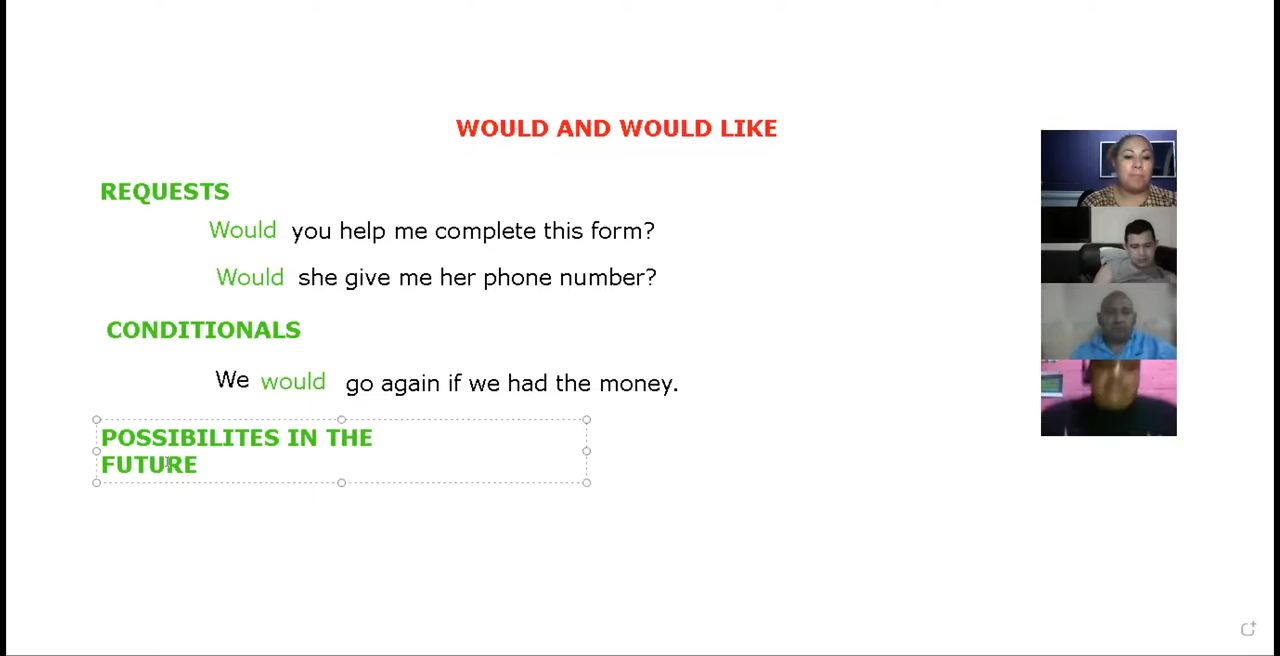 WOULD AND WOULD LIKE
REQUESTS
Would you help me complete this form?
Would she give me her phone number?
CONDITIONALS
We would go again if we had the money.
POSSIBILITES IN THE
FUTURE